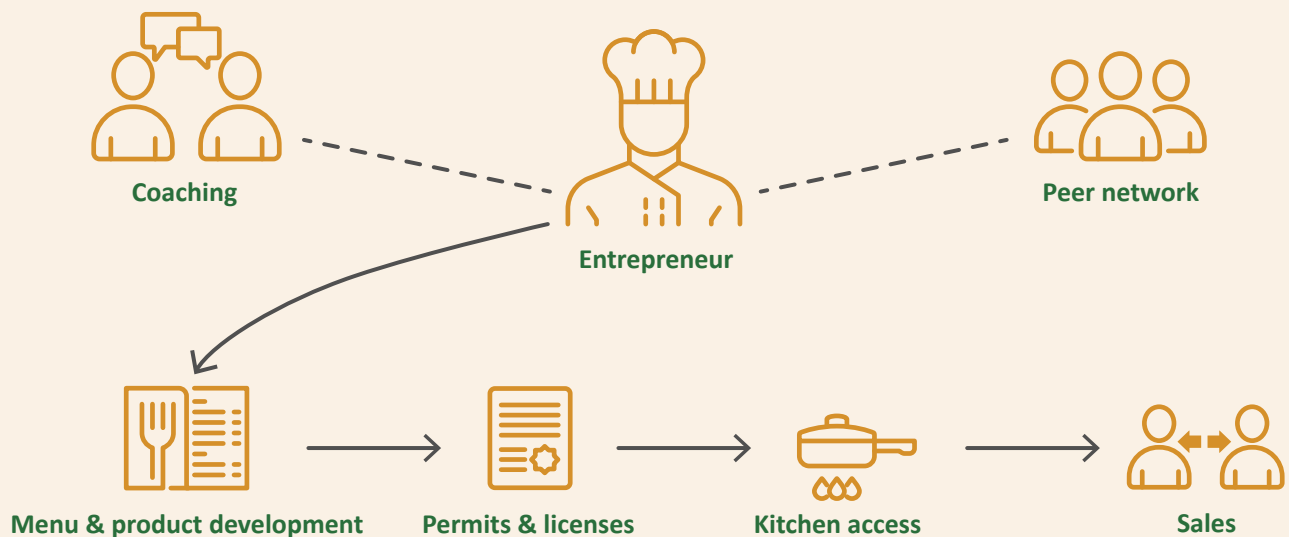 Coaching
Peer network
Entrepreneur
Menu & product development
Permits & licenses
Kitchen access
Sales